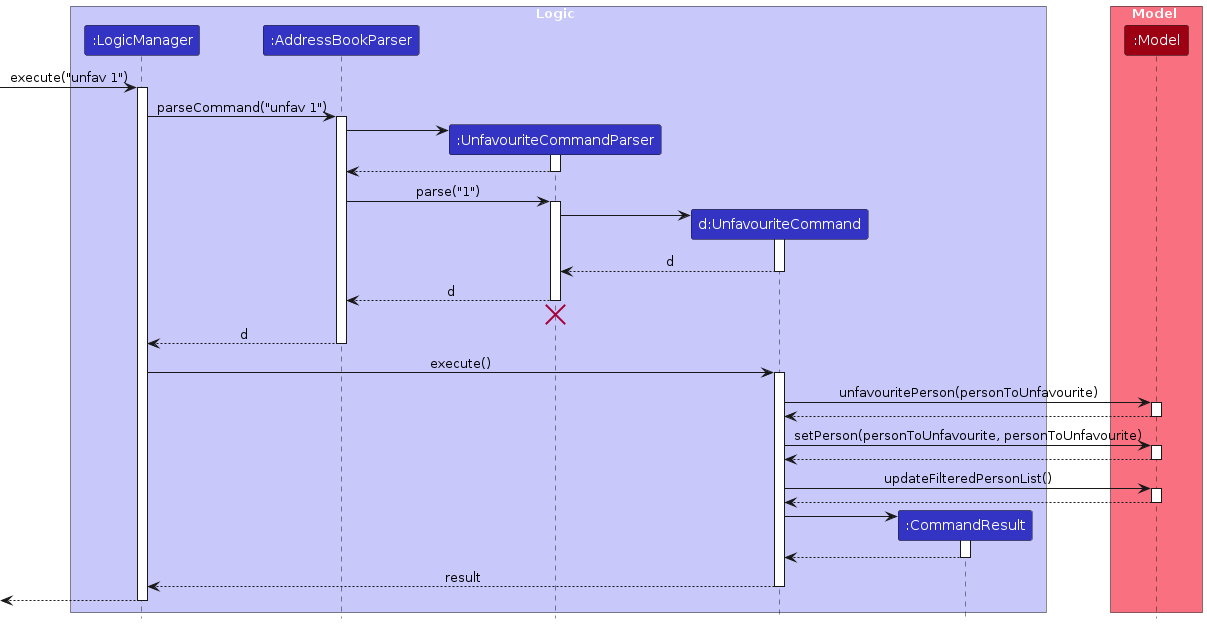 Logic
Model
:LogicManager
:AddressBookParser
:Model
execute("unfav 1")
parseCommand("unfav 1")
:UnfavouriteCommandParser
parse("1")
d:UnfavouriteCommand
d
d
d
execute()
unfavouritePerson(personToUnfavourite)
setPerson(personToUnfavourite, personToUnfavourite)
updateFilteredPersonList()
:CommandResult
result